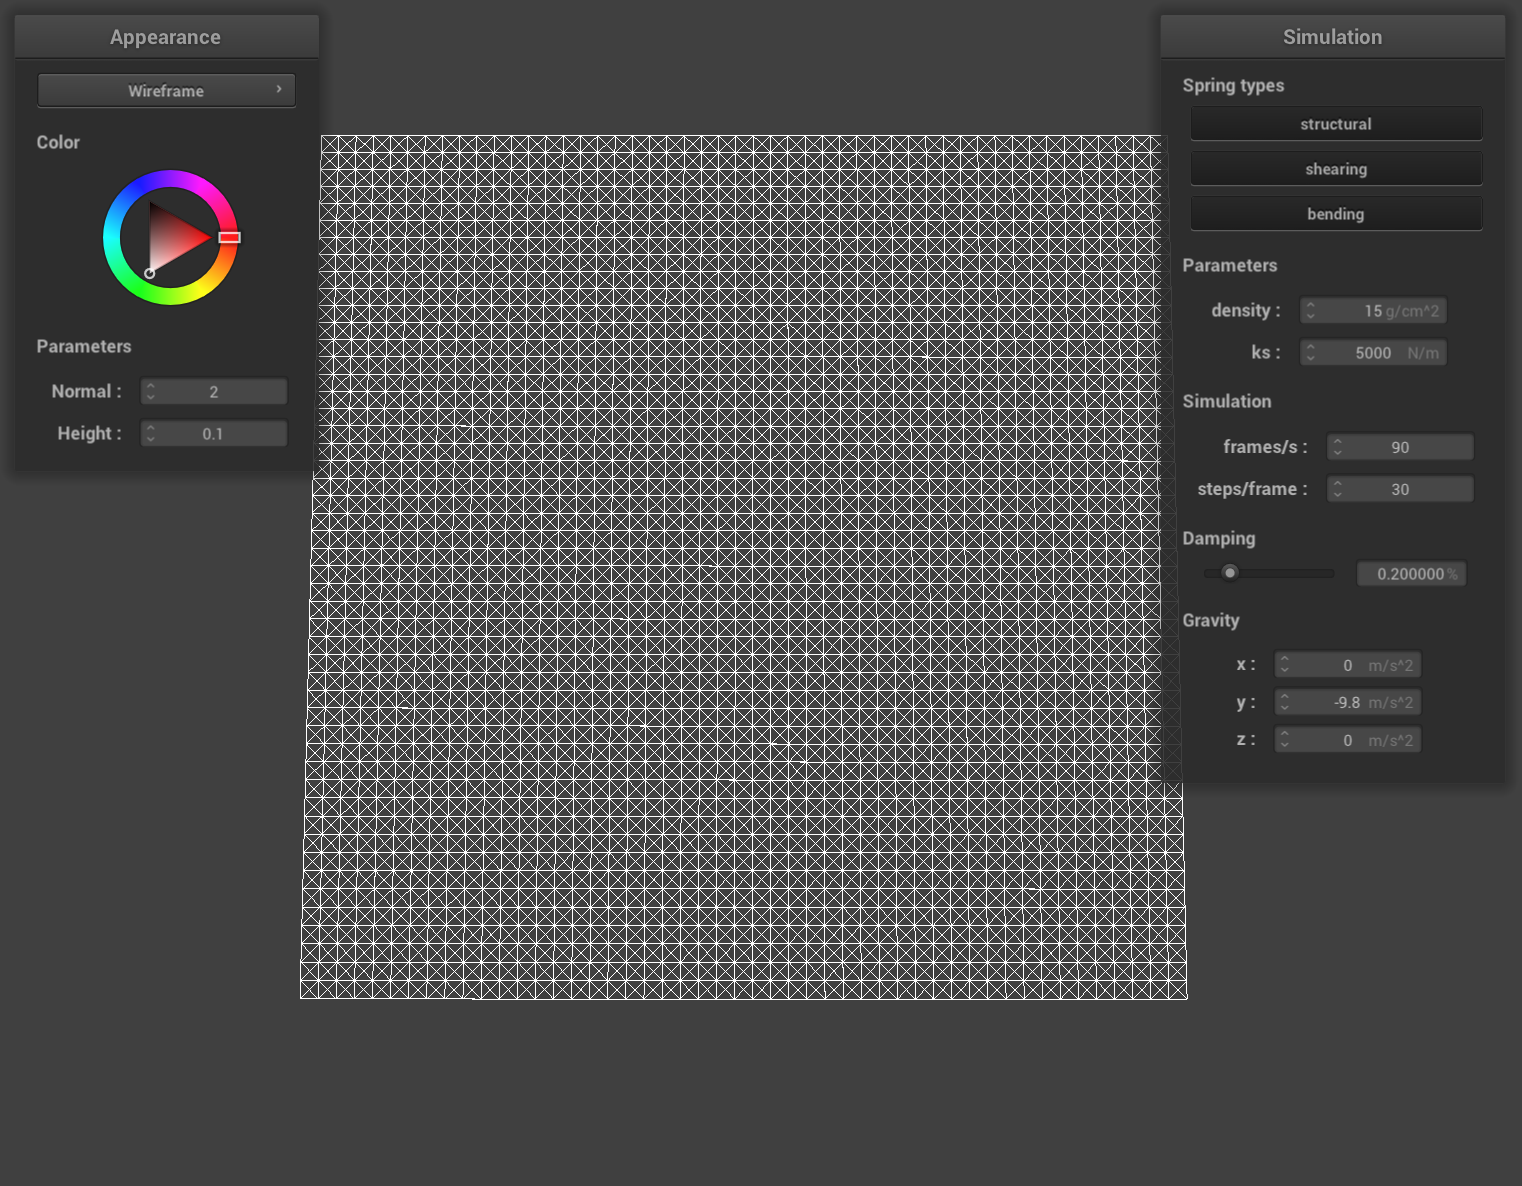 Appearance
Wireframe
Color
Parameters
Normal : 2
Height : 0.1
Simulation
Spring types
structural
shearing
bending
Parameters
density : 15 g/cm^2
ks : 5000 N/m
Simulation
frames/s : 90
steps/frame : 30
Damping
0.200000 %
Gravity
x : 0 m/s^2
y : -9.8 m/s^2
z : 0 m/s^2